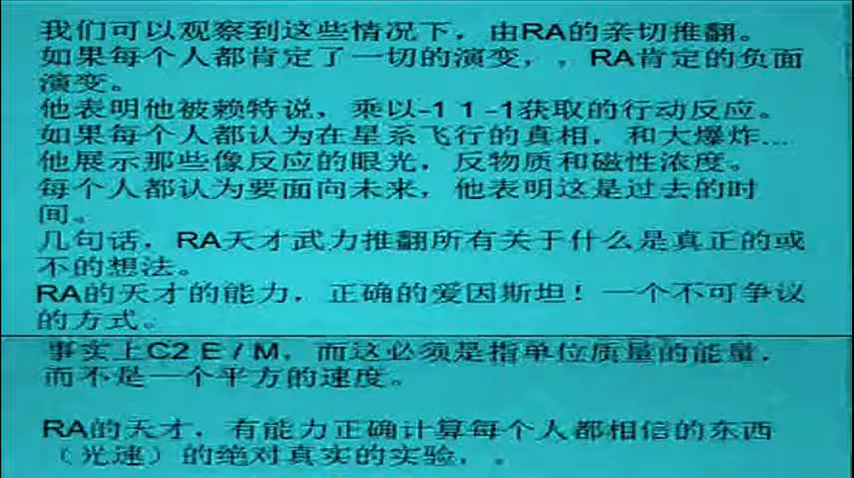 我们可以观察到这些情况下，由RA的亲切推翻。
如果每个人都肯定了一切的演变，，RA肯定的负面
演变。
他表明他被赖特说，乘以-1 1 -1获取的行动反应。
如果每个人都认为在星系飞行的真相，和大爆炸...
他展示那些像反应的眼光，反物质和磁性浓度。
每个人都认为要面向未来，他表明这是过去的时
间。
几句话，RA天才武力推翻所有关于什么是真正的或
不的想法。
RA的天才的能力，正确的爱因斯坦！一个不可争议
的方式。
事实上C2 E / M，而这必须是指单位质量的能量，
而不是一个平方的速度。
RA的天才，有能力正确计算每个人都相信的东西
（光速）的绝对真实的实验，。